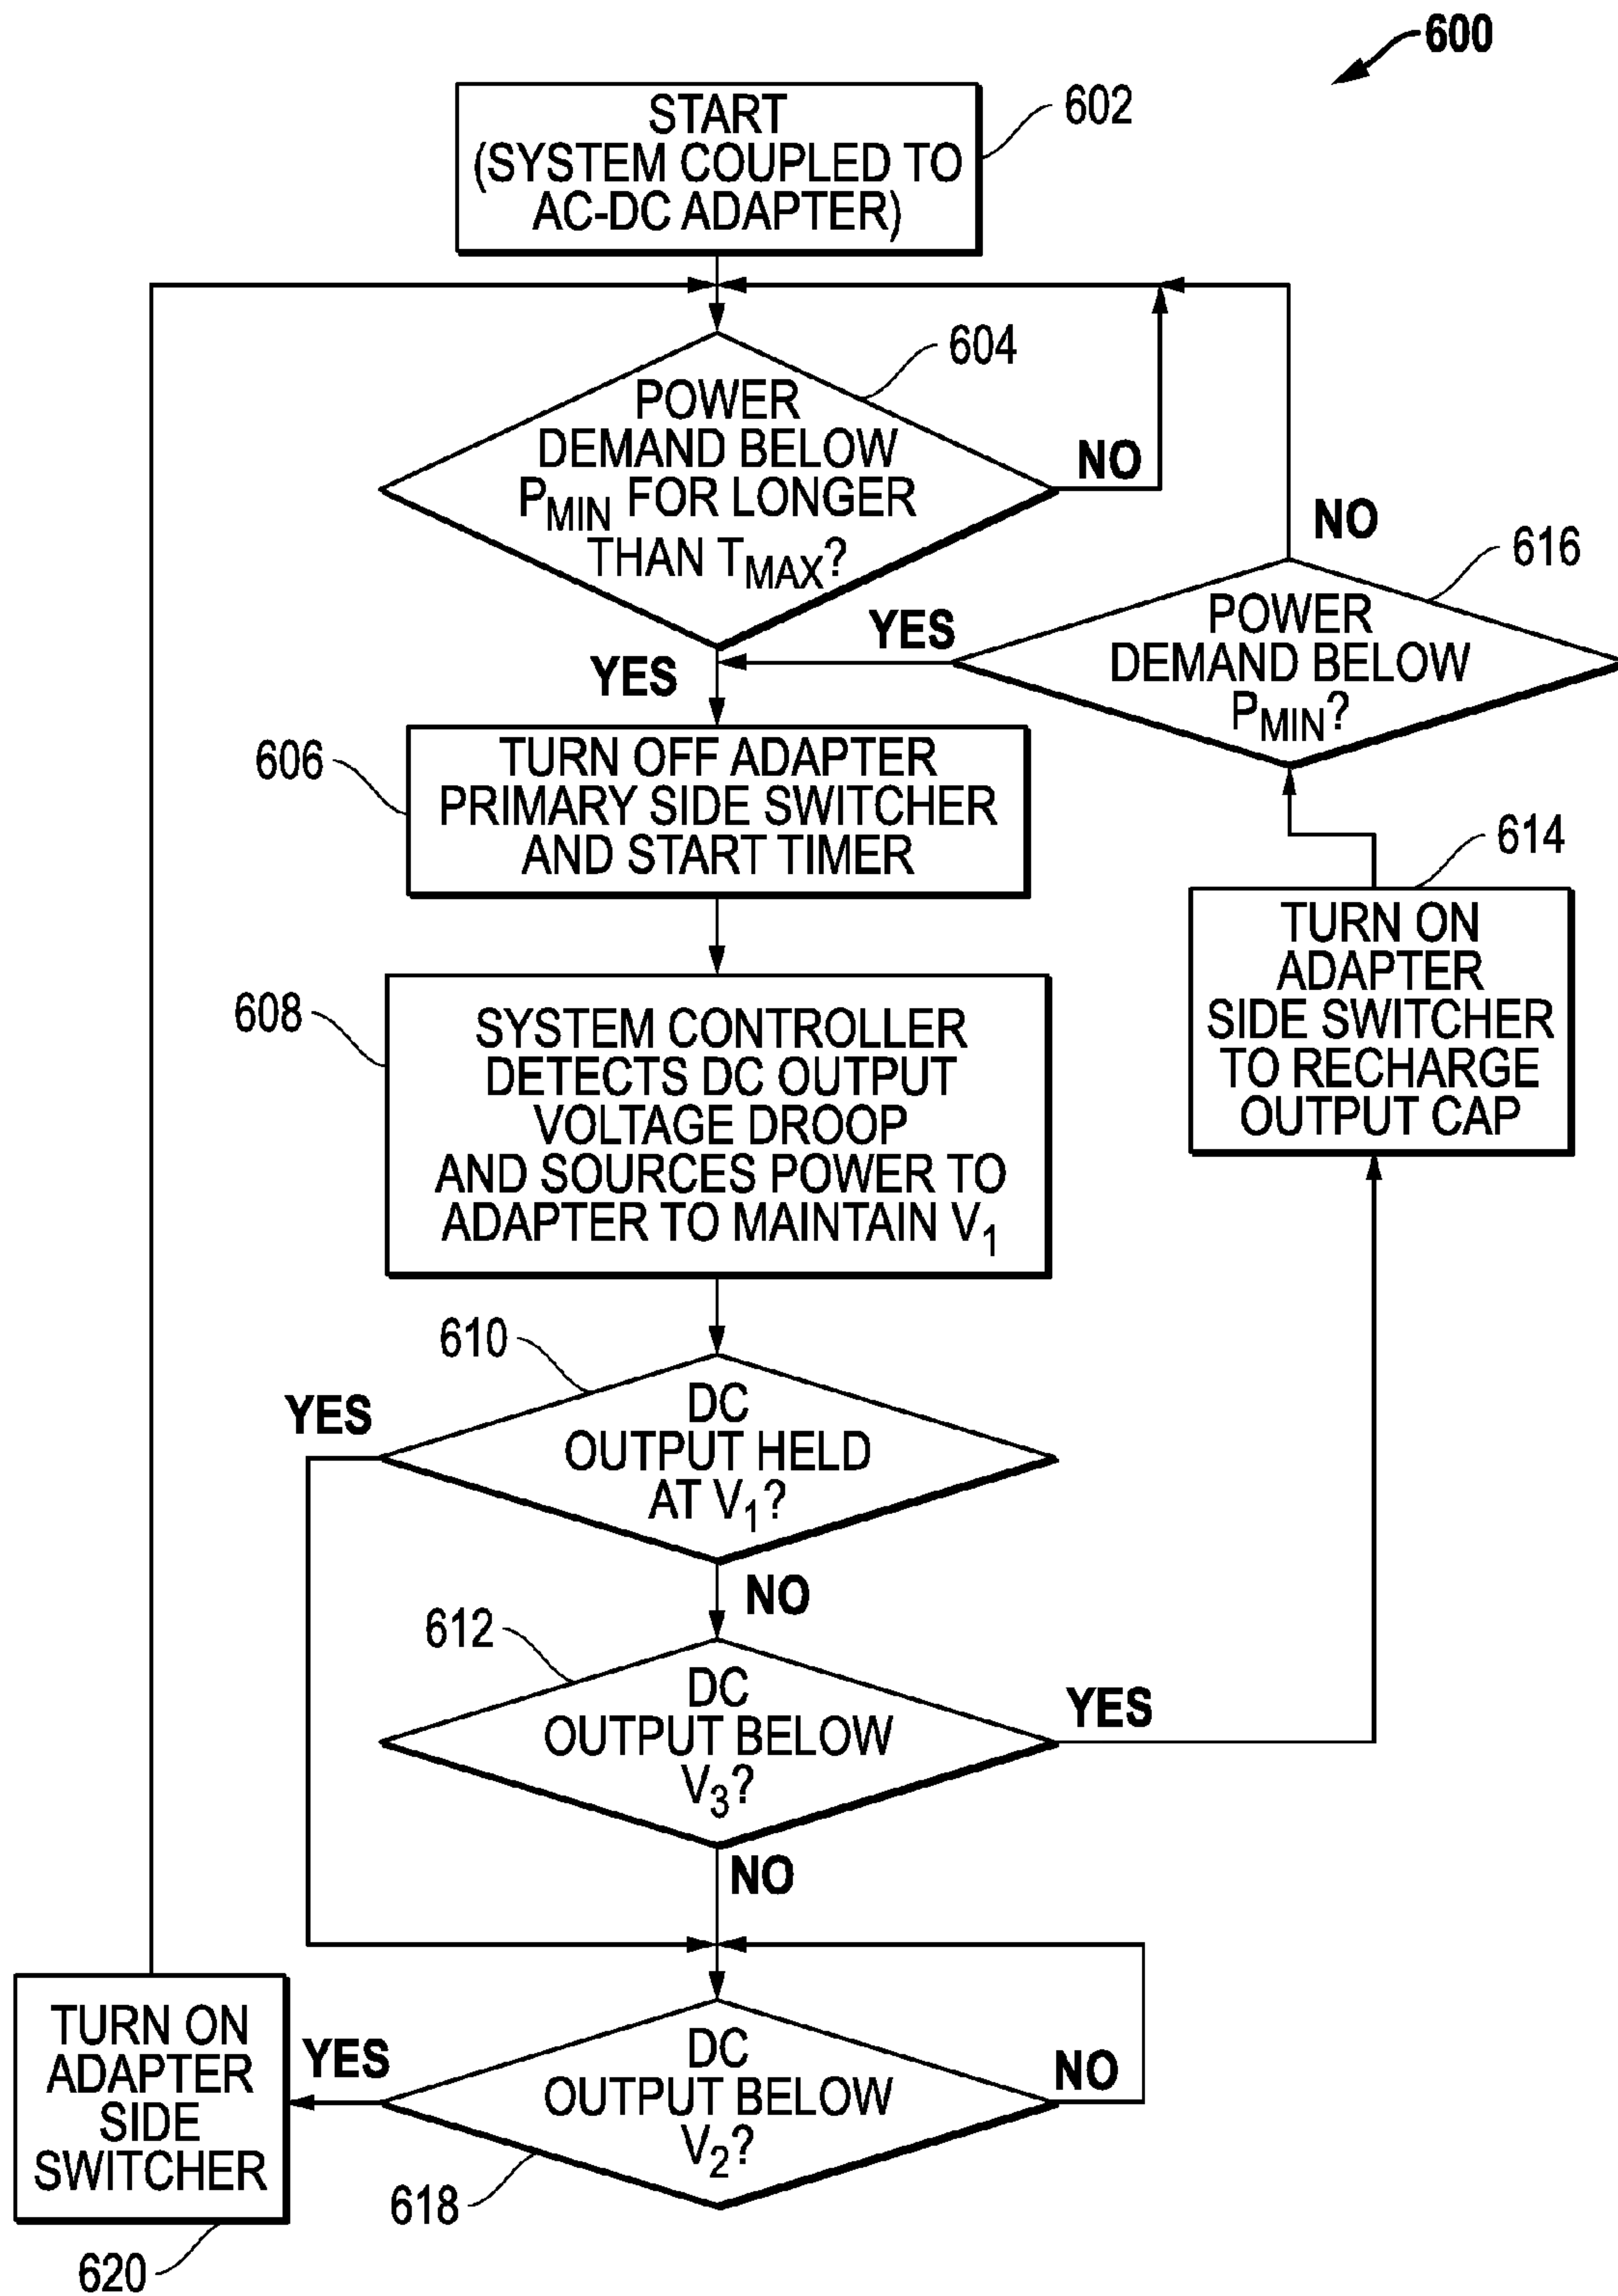 600
START
(SYSTEM COUPLED TO
AC-DC ADAPTER)
602
POWER
DEMAND BELOW
PMIN FOR LONGER
THAN TMAX?
604
NO
YES
NO
616
POWER
DEMAND BELOW
PMIN?
YES
606
TURN OFF ADAPTER
PRIMARY SIDE SWITCHER
AND START TIMER
614
TURN ON
ADAPTER
SIDE SWITCHER
TO RECHARGE
OUTPUT CAP
608
SYSTEM CONTROLLER
DETECTS DC OUTPUT
VOLTAGE DROOP
AND SOURCES POWER TO
ADAPTER TO MAINTAIN V1
610
YES
DC
OUTPUT HELD
AT V1?
NO
612
DC
OUTPUT BELOW
V3?
YES
NO
TURN ON
ADAPTER
SIDE
SWITCHER
620
YES
DC
OUTPUT BELOW
V2?
NO
618